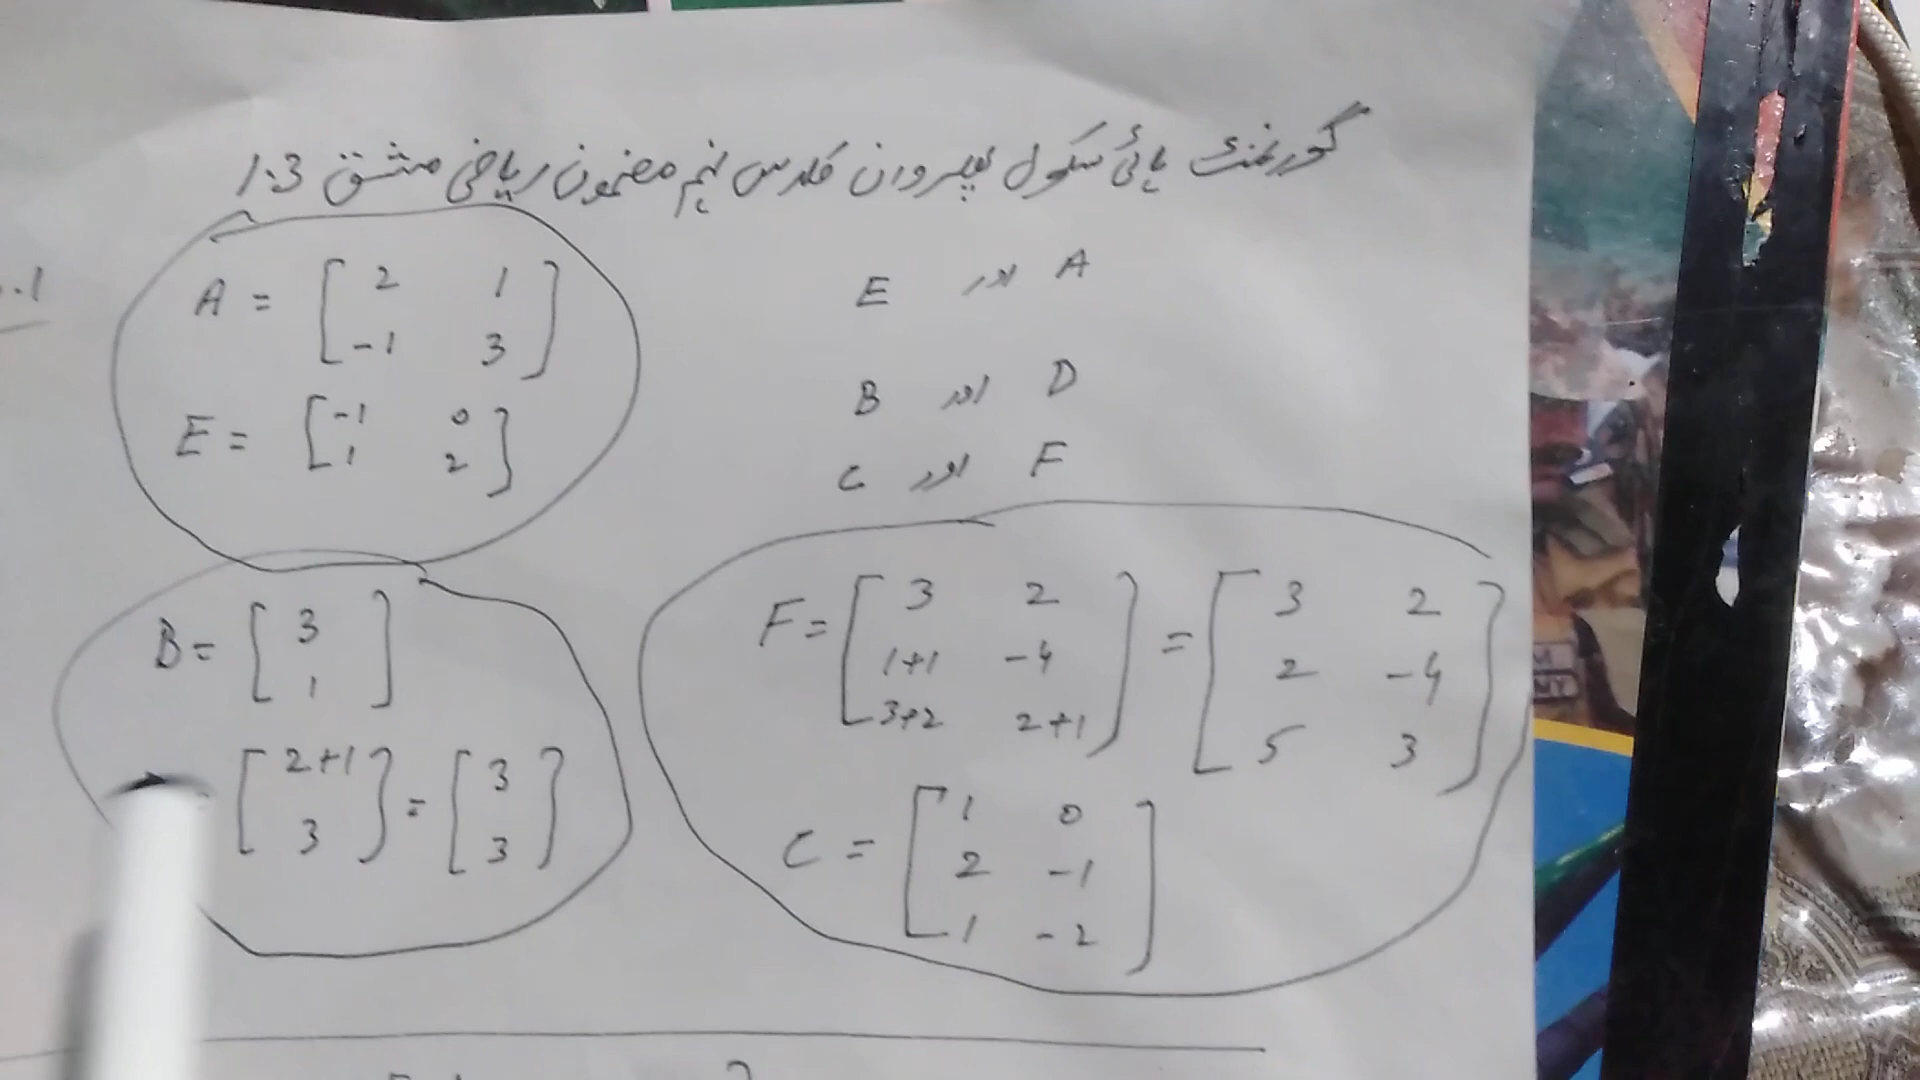 گورنمنٹ ہائی سکول کلاس نہم مضمون ریاضی مشق 1.3
.1
A = [ 2 1
-1 3 ]
E اور A
E = [ -1 0
1 2 ]
B اور D
C اور F
B = [ 3
1 ]
[ 2+1
3 ] = [ 3
3 ]
F = [ 3 2
1+1 -4
3+2 2+1 ] = [ 3 2
2 -4
5 3 ]
C = [ 1 0
2 -1
1 -2 ]